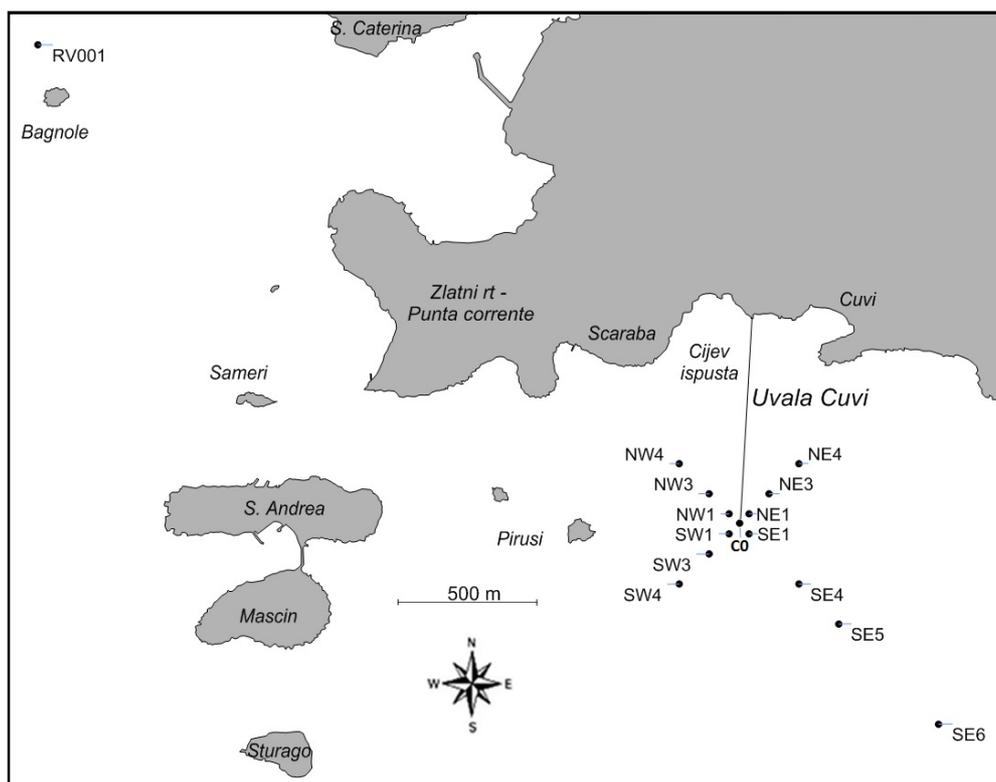 S. Caterina
RV001
Bagnole
Zlatni rt -
Punta corrente
Cuvi
Scaraba
Cijev
ispusta
Sameri
Uvala Cuvi
NW4
NE4
NW3
NE3
S. Andrea
NW1
NE1
Pirusi
SW1
SE1
C0
SW3
500 m
SW4
SE4
Mascin
SE5
N
W
E
S
SE6
Sturago